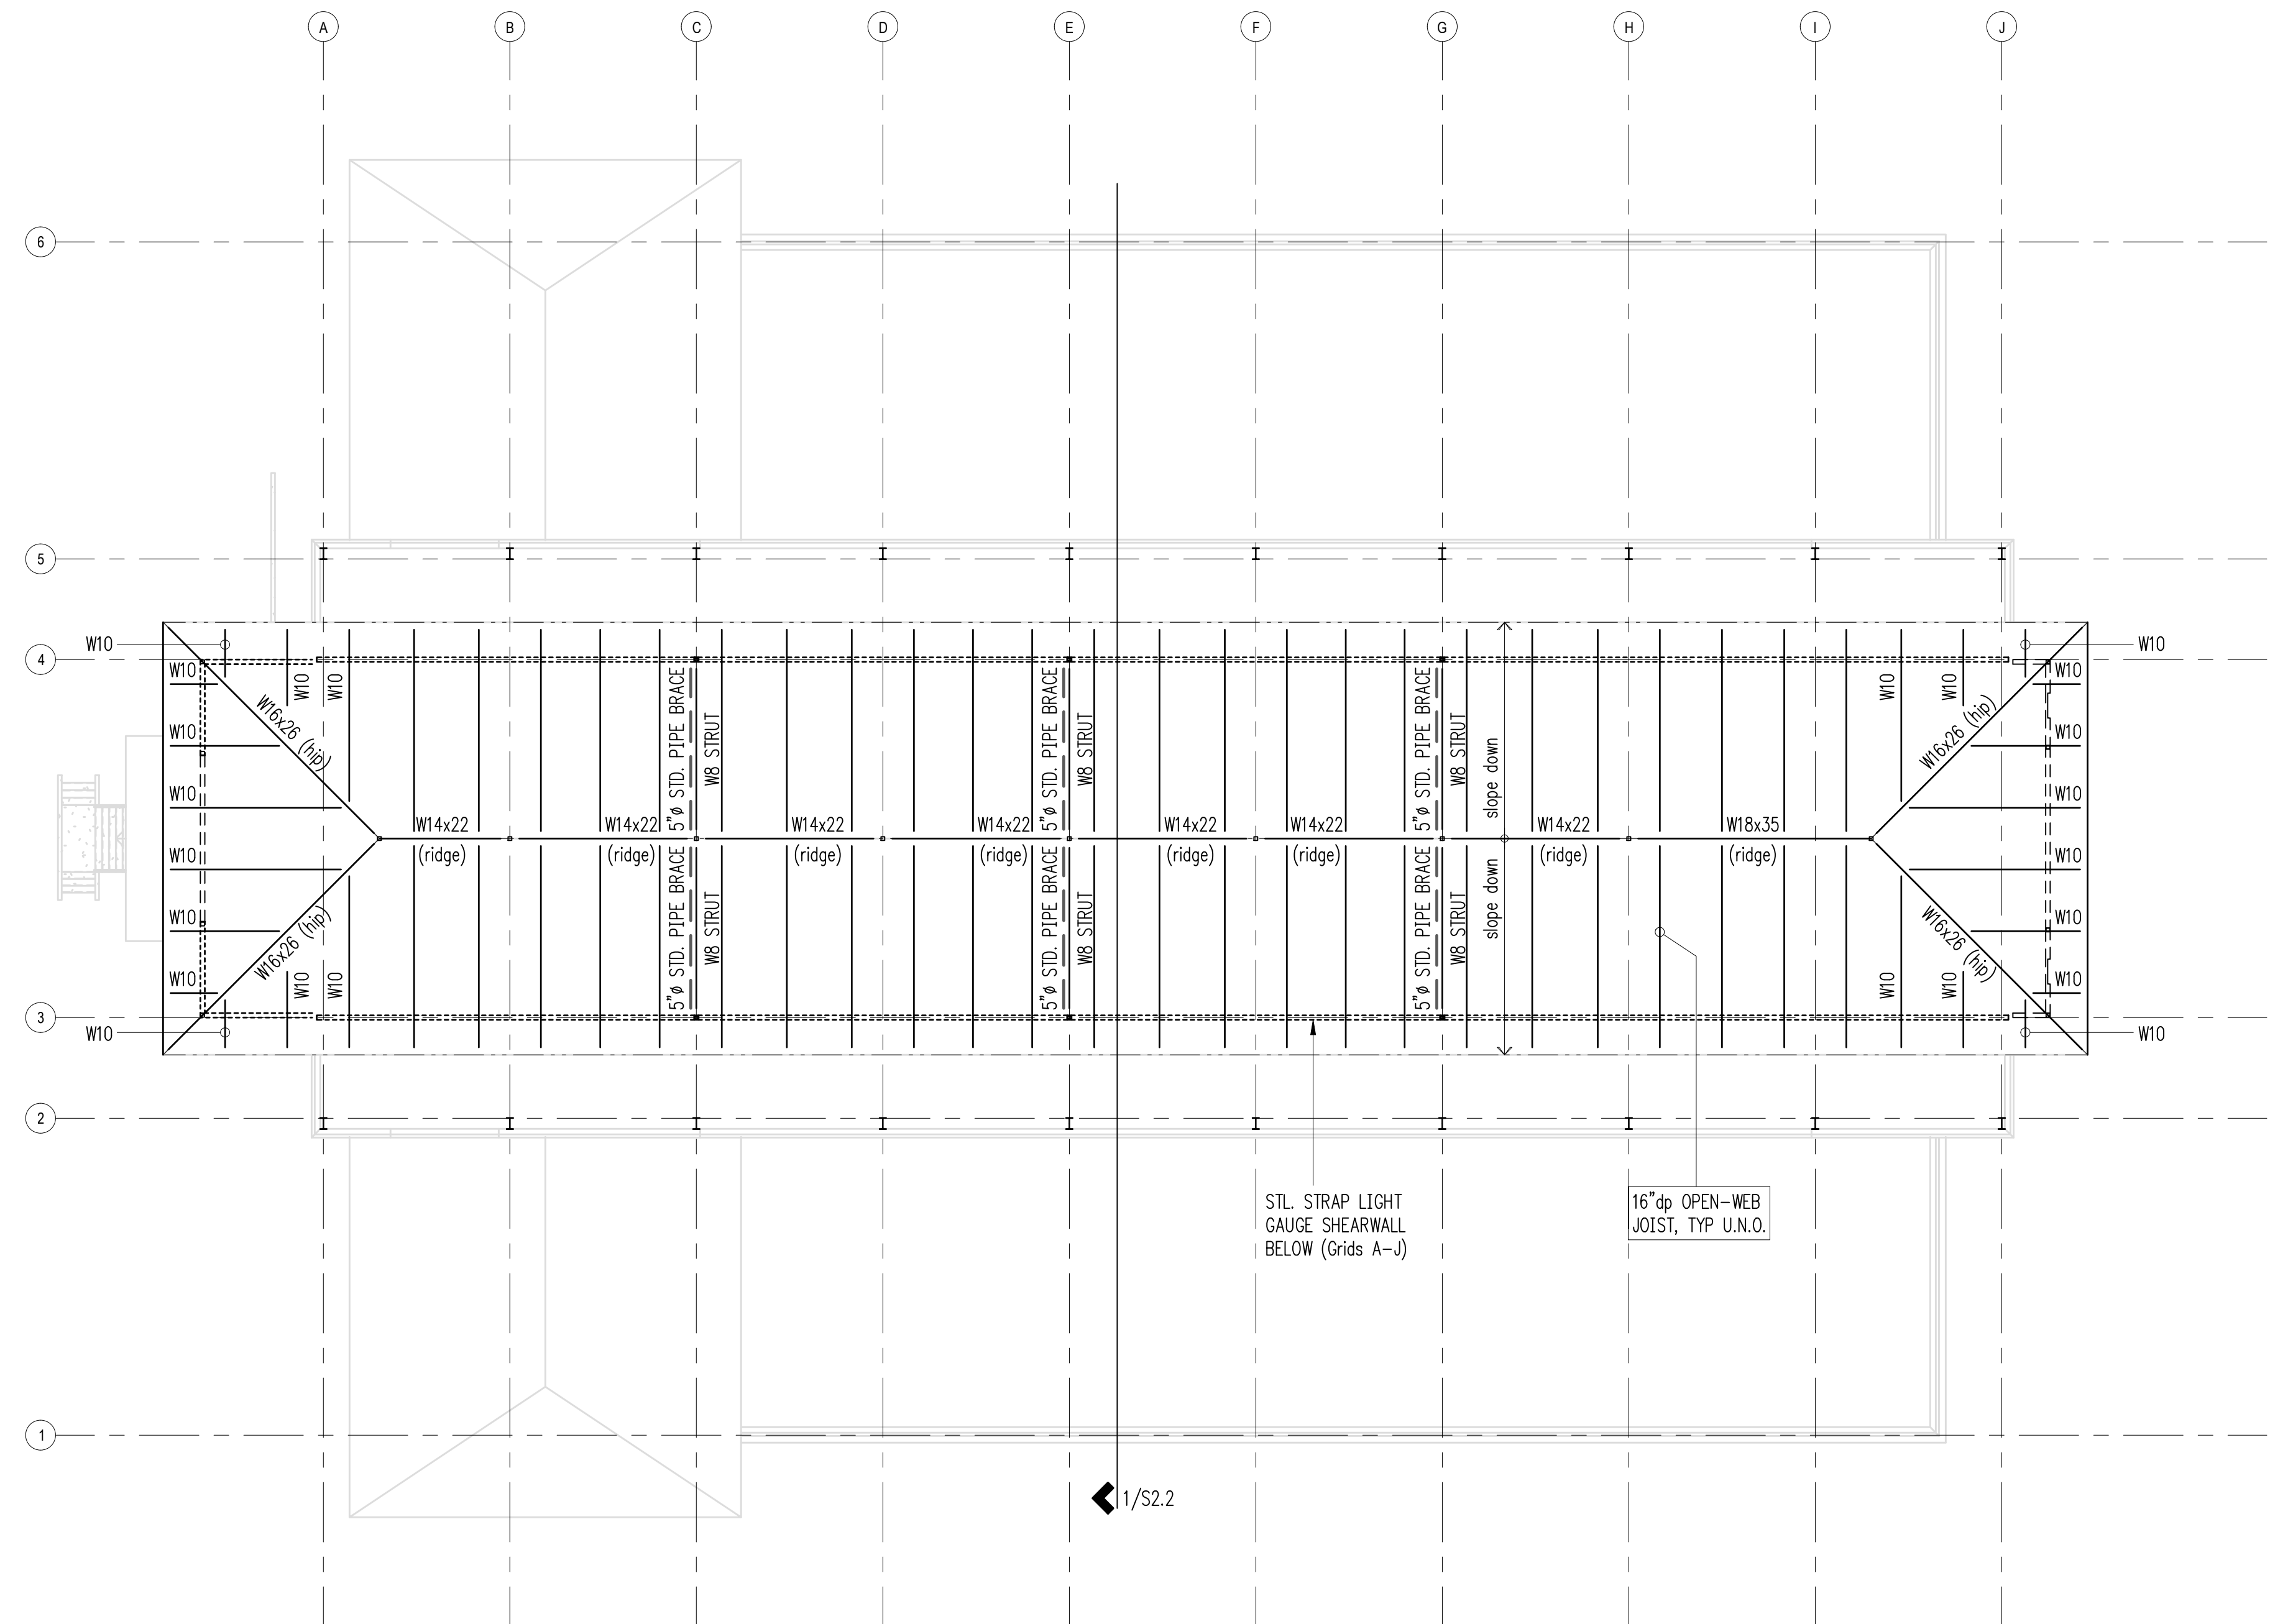 A B C D E F G H I J
6
5
4
3
2
1
W10
W10
W10
W10
W10
W10
W10
W10
W10
W10
W10
W10
W10
W16x26 (hip)
W16x26 (hip)
W14x22
(ridge)
W14x22
(ridge)
W14x22
(ridge)
W14x22
(ridge)
W14x22
(ridge)
W14x22
(ridge)
W14x22
(ridge)
W18x35
(ridge)
5"ø STD. PIPE BRACE
W8 STRUT
5"ø STD. PIPE BRACE
W8 STRUT
5"ø STD. PIPE BRACE
W8 STRUT
5"ø STD. PIPE BRACE
W8 STRUT
5"ø STD. PIPE BRACE
W8 STRUT
5"ø STD. PIPE BRACE
W8 STRUT
slope down
slope down
W10
W10
W10
W10
W16x26 (hip)
W16x26 (hip)
W10
W10
W10
W10
W10
W10
W10
W10
STL. STRAP LIGHT
GAUGE SHEARWALL
BELOW (Grids A-J)
16"dp OPEN-WEB
JOIST, TYP U.N.O.
1/S2.2